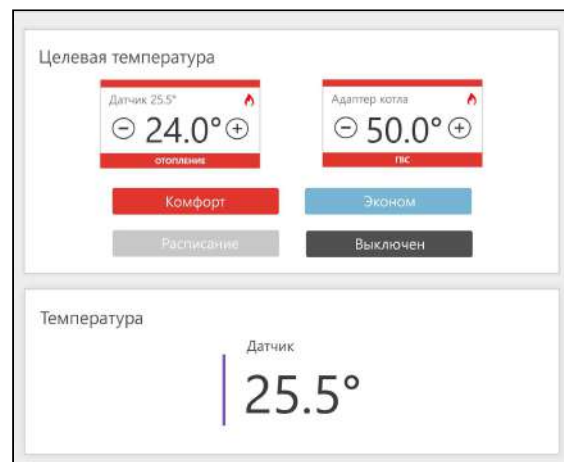 Целевая температура
Датчик 25.5°
24.0°
ОТОПЛЕНИЕ
Адаптер котла
50.0°
ГВС
Комфорт
Эконом
Расписание
Выключен
Температура
Датчик
25.5°